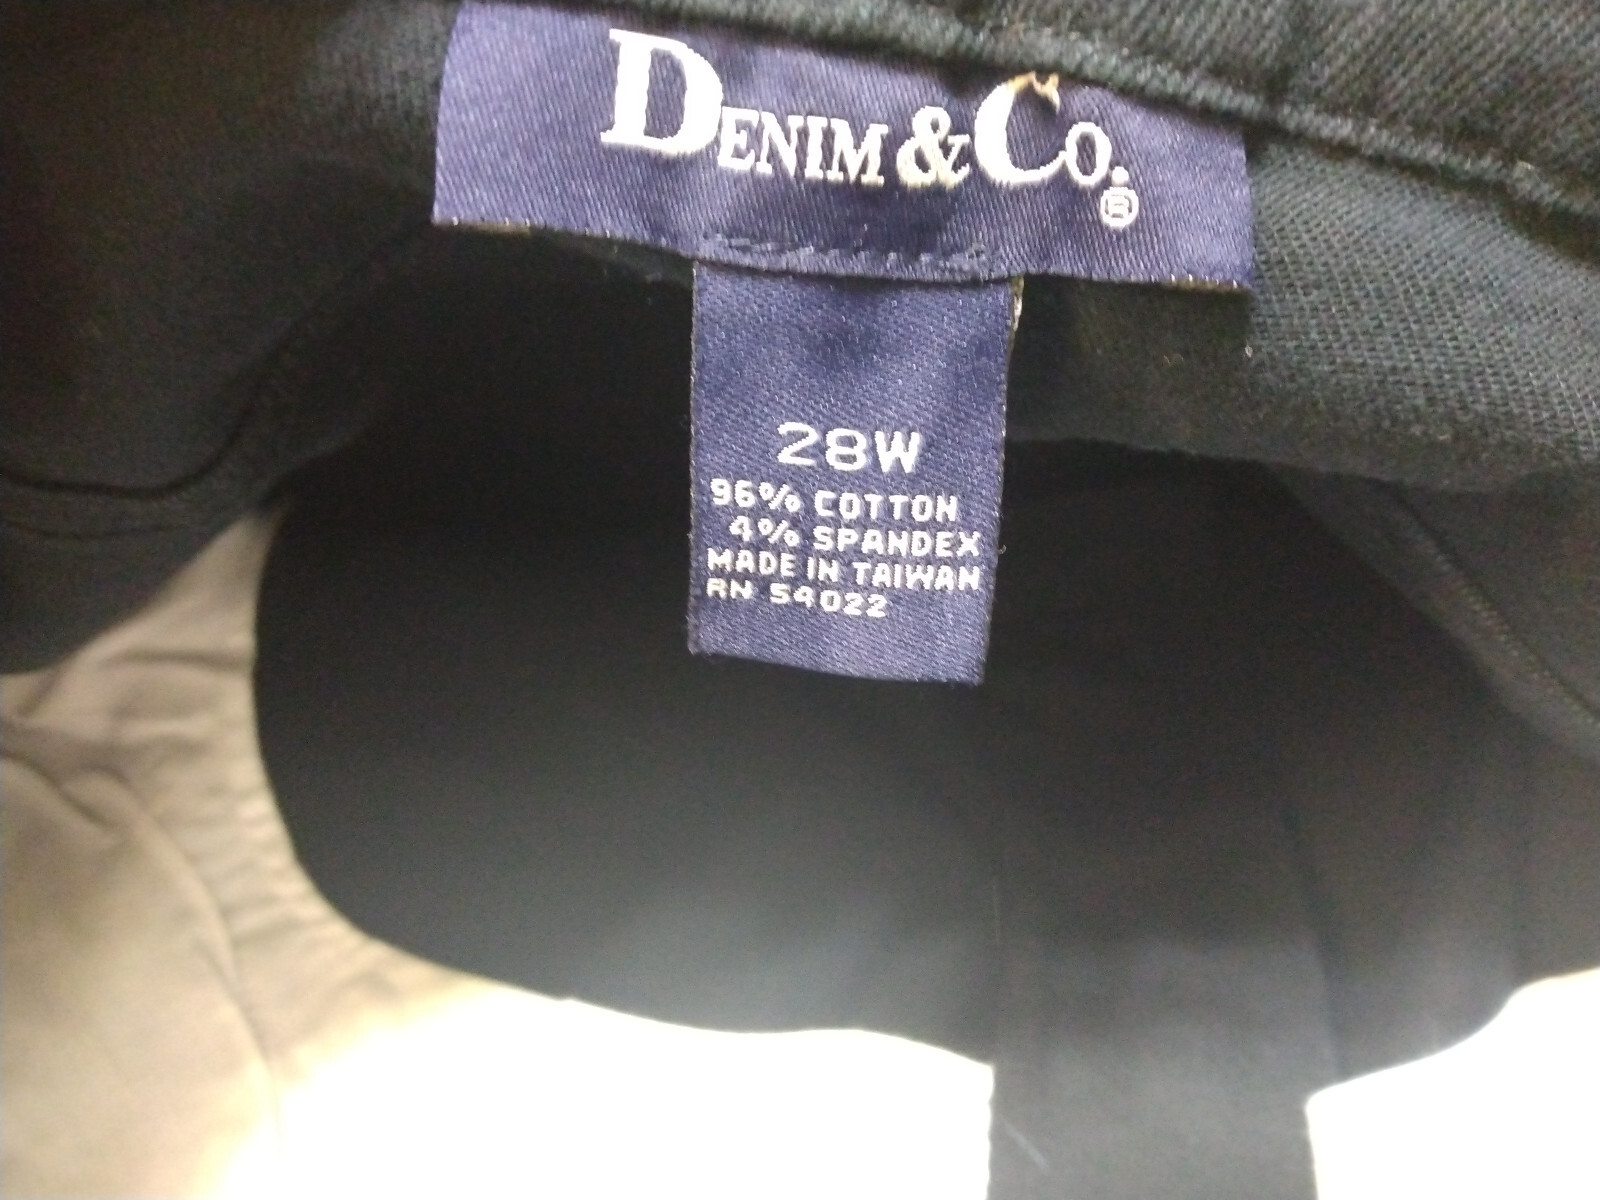 DENIM & CO.®
28W
96% COTTON
4% SPANDEX
MADE IN TAIWAN
RN 54022